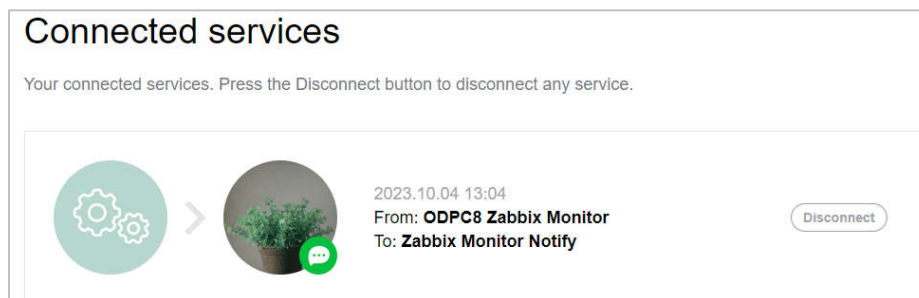 Connected services
Your connected services. Press the Disconnect button to disconnect any service.
2023.10.04 13:04
From: ODPC8 Zabbix Monitor
To: Zabbix Monitor Notify
Disconnect